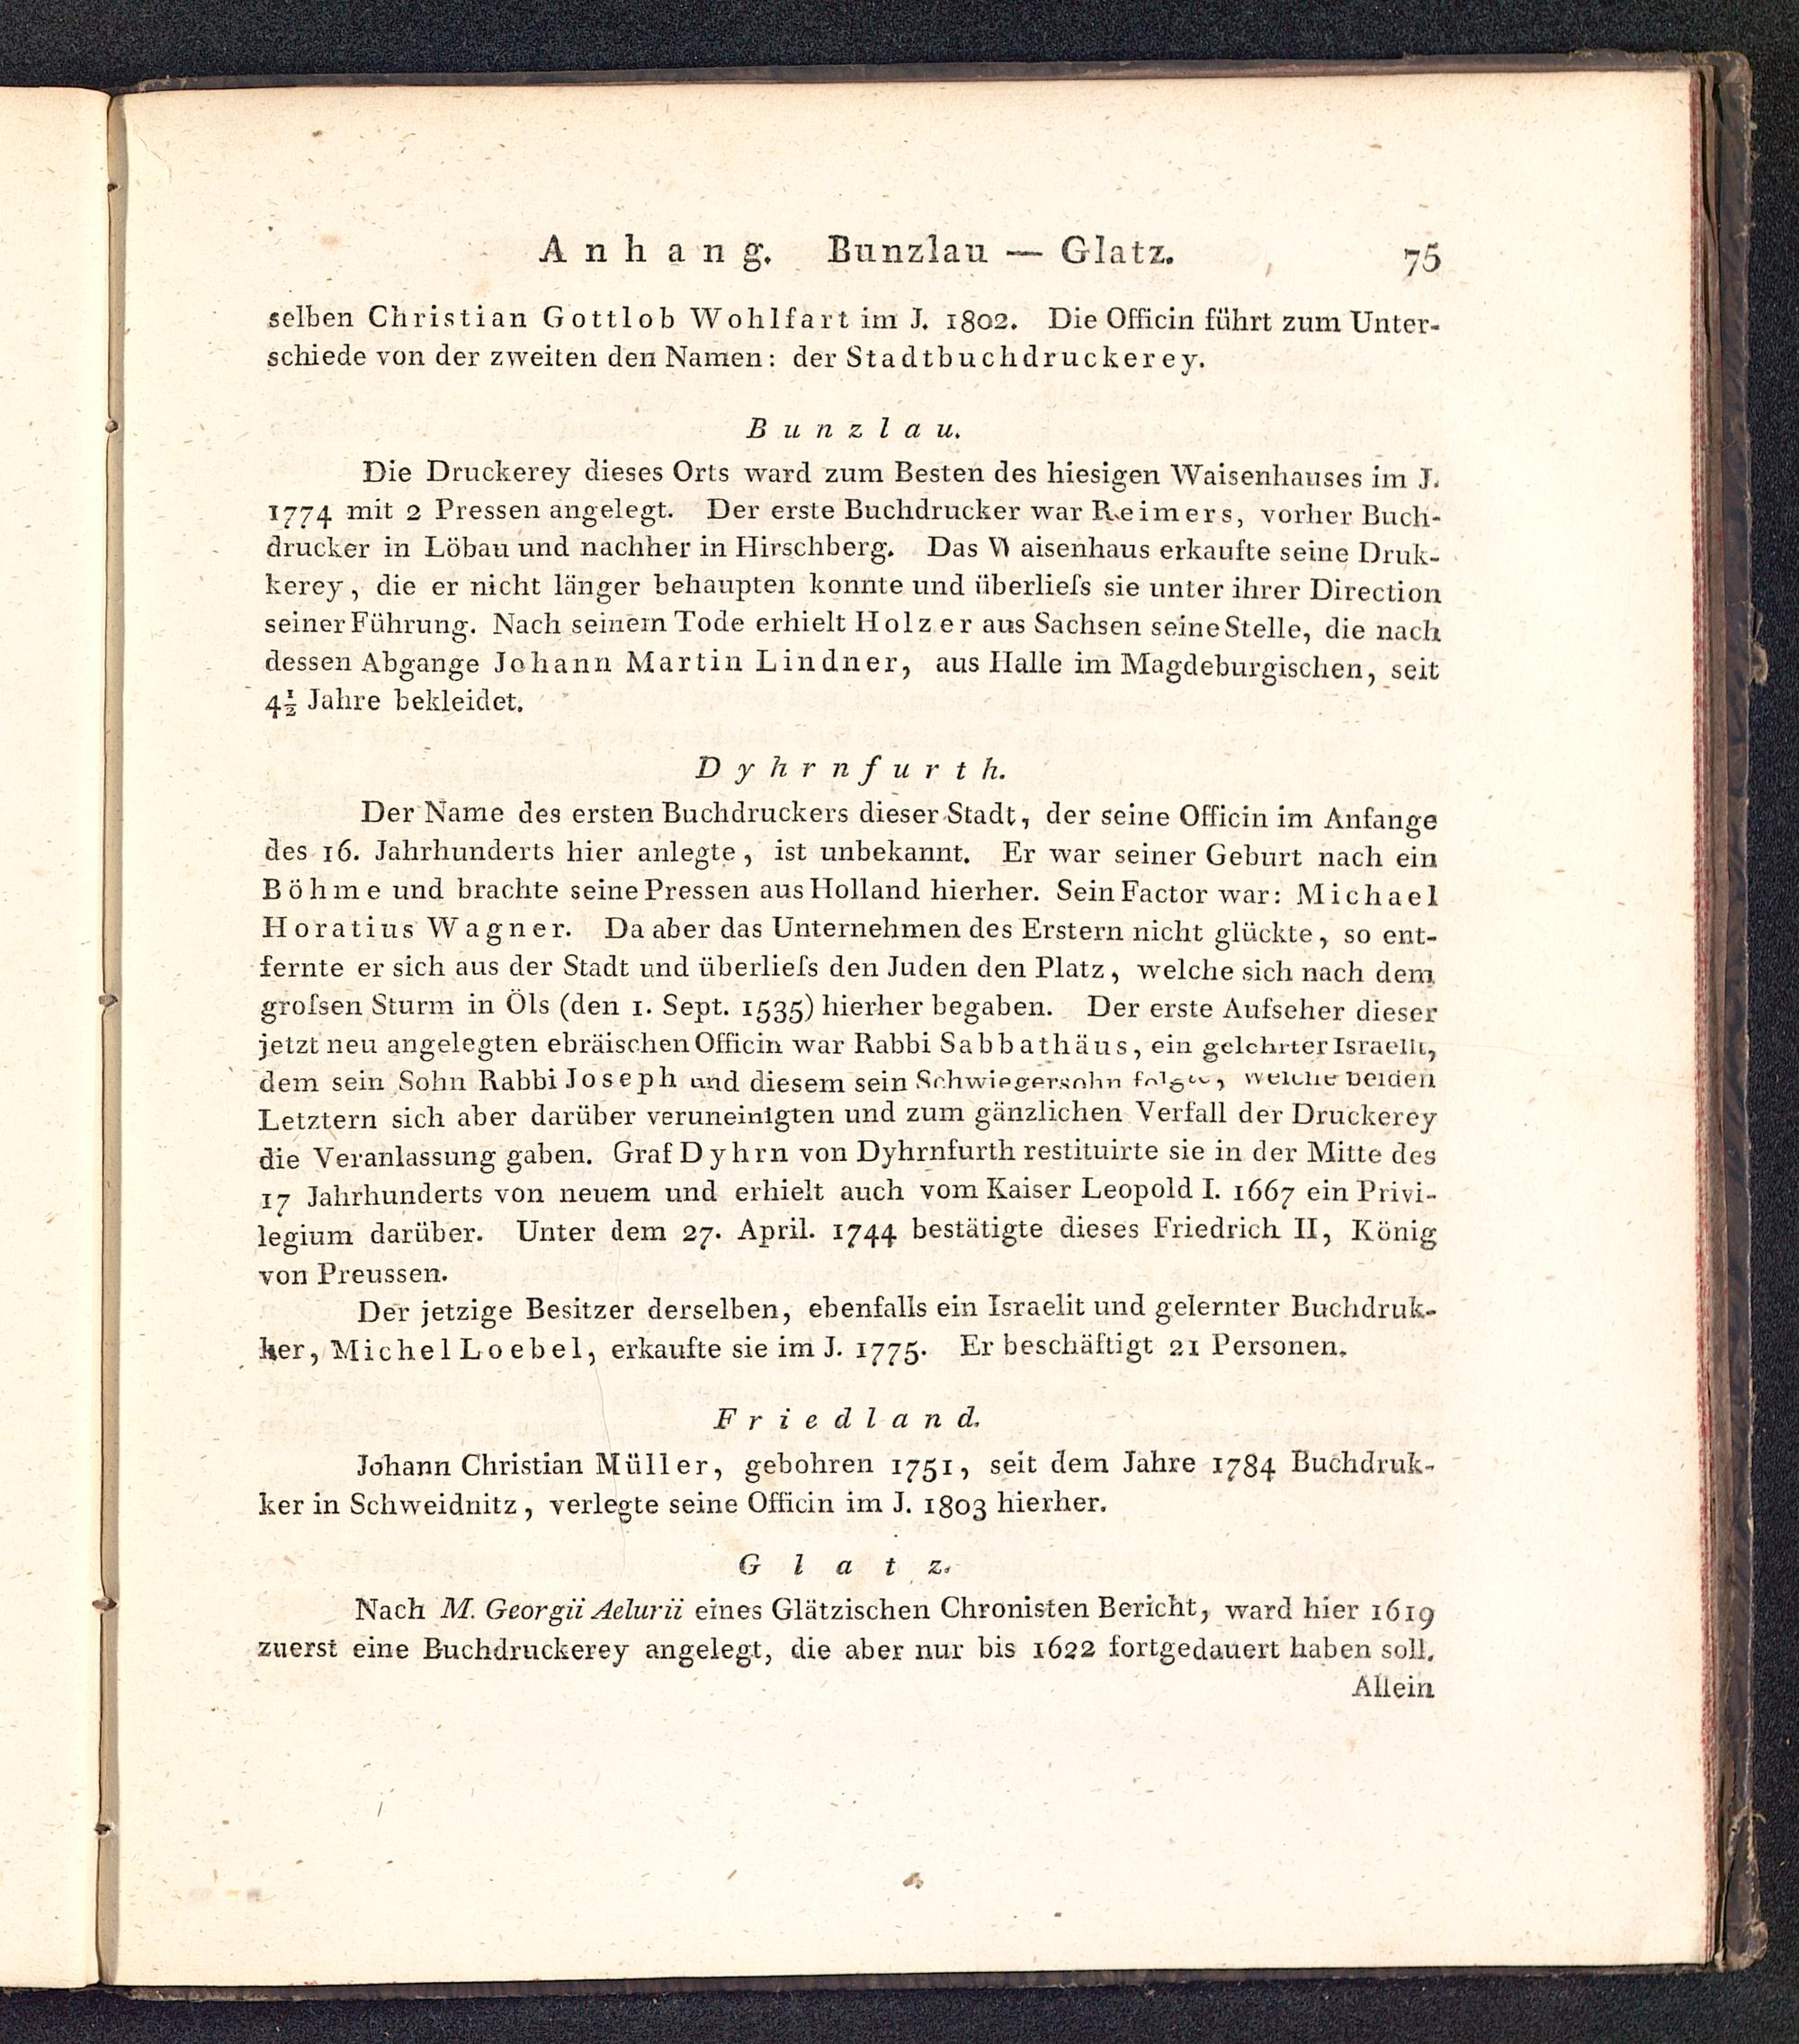 Anhang. Bunzlau — Glatz. 75
selben Christian Gottlob Wohlfart im J. 1802. Die Officin führt zum Unter-
schiede von der zweiten den Namen: der Stadtbuchdruckerey.
Bunzlau.
Die Druckerey dieses Orts ward zum Besten des hiesigen Waisenhauses im J.
1774 mit 2 Pressen angelegt. Der erste Buchdrucker war Reimers, vorher Buch-
drucker in Löbau und nachher in Hirschberg. Das Waisenhaus erkaufte seine Druk-
kerey, die er nicht länger behaupten konnte und überlieſs sie unter ihrer Direction
seiner Führung. Nach seinem Tode erhielt Holzer aus Sachsen seine Stelle, die nach
dessen Abgange Johann Martin Lindner, aus Halle im Magdeburgischen, seit
4½ Jahre bekleidet.
Dyhrnfurth.
Der Name des ersten Buchdruckers dieser Stadt, der seine Officin im Anfange
des 16. Jahrhunderts hier anlegte, ist unbekannt. Er war seiner Geburt nach ein
Böhme und brachte seine Pressen aus Holland hierher. Sein Factor war: Michael
Horatius Wagner. Da aber das Unternehmen des Erstern nicht glückte, so ent-
fernte er sich aus der Stadt und überlieſs den Juden den Platz, welche sich nach dem
groſsen Sturm in Öls (den 1. Sept. 1535) hierher begaben. Der erste Aufseher dieser
jetzt neu angelegten ebräischen Officin war Rabbi Sabbathäus, ein gelehrter Israelit,
dem sein Sohn Rabbi Joseph und diesem sein Schwiegersohn folgte, welche beiden
Letztern sich aber darüber veruneinigten und zum gänzlichen Verfall der Druckerey
die Veranlassung gaben. Graf Dyhrn von Dyhrnfurth restituirte sie in der Mitte des
17 Jahrhunderts von neuem und erhielt auch vom Kaiser Leopold I. 1667 ein Privi-
legium darüber. Unter dem 27. April. 1744 bestätigte dieses Friedrich II, König
von Preussen.
Der jetzige Besitzer derselben, ebenfalls ein Israelit und gelernter Buchdruk-
ker, Michel Loebel, erkaufte sie im J. 1775. Er beschäftigt 21 Personen.
Friedland.
Johann Christian Müller, gebohren 1751, seit dem Jahre 1784 Buchdruk-
ker in Schweidnitz, verlegte seine Officin im J. 1803 hierher.
Glatz.
Nach M. Georgii Aelurii eines Glätzischen Chronisten Bericht, ward hier 1619
zuerst eine Buchdruckerey angelegt, die aber nur bis 1622 fortgedauert haben soll.
Allein